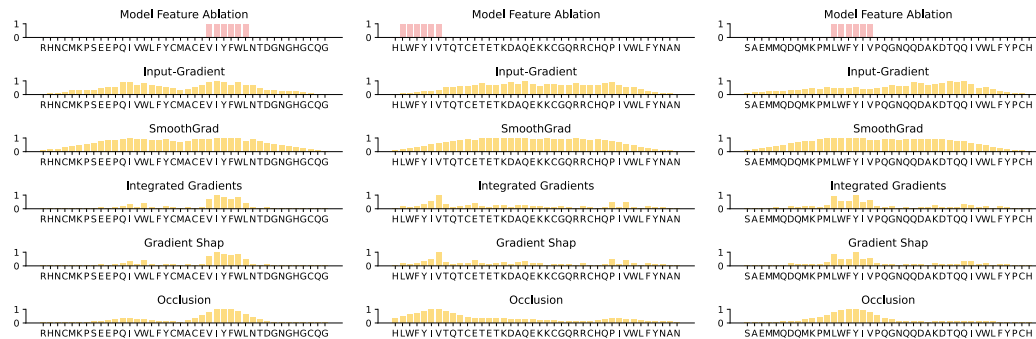 Model Feature Ablation
1
0
RHNCMKPSEEPQIVWLFYCMACEVIYFWLNTDGNGHGCQG
Input-Gradient
1
0
RHNCMKPSEEPQIVWLFYCMACEVIYFWLNTDGNGHGCQG
SmoothGrad
1
0
RHNCMKPSEEPQIVWLFYCMACEVIYFWLNTDGNGHGCQG
Integrated Gradients
1
0
RHNCMKPSEEPQIVWLFYCMACEVIYFWLNTDGNGHGCQG
Gradient Shap
1
0
RHNCMKPSEEPQIVWLFYCMACEVIYFWLNTDGNGHGCQG
Occlusion
1
0
RHNCMKPSEEPQIVWLFYCMACEVIYFWLNTDGNGHGCQG
Model Feature Ablation
1
0
HLWFYIVTQTCETETKDAQEKKCGQRRCHQPIVWLFYNAN
Input-Gradient
1
0
HLWFYIVTQTCETETKDAQEKKCGQRRCHQPIVWLFYNAN
SmoothGrad
1
0
HLWFYIVTQTCETETKDAQEKKCGQRRCHQPIVWLFYNAN
Integrated Gradients
1
0
HLWFYIVTQTCETETKDAQEKKCGQRRCHQPIVWLFYNAN
Gradient Shap
1
0
HLWFYIVTQTCETETKDAQEKKCGQRRCHQPIVWLFYNAN
Occlusion
1
0
HLWFYIVTQTCETETKDAQEKKCGQRRCHQPIVWLFYNAN
Model Feature Ablation
1
0
SAEMMQDQMKPMLWFYIVPQGNQQDAKDTQQIVWLFYPCH
Input-Gradient
1
0
SAEMMQDQMKPMLWFYIVPQGNQQDAKDTQQIVWLFYPCH
SmoothGrad
1
0
SAEMMQDQMKPMLWFYIVPQGNQQDAKDTQQIVWLFYPCH
Integrated Gradients
1
0
SAEMMQDQMKPMLWFYIVPQGNQQDAKDTQQIVWLFYPCH
Gradient Shap
1
0
SAEMMQDQMKPMLWFYIVPQGNQQDAKDTQQIVWLFYPCH
Occlusion
1
0
SAEMMQDQMKPMLWFYIVPQGNQQDAKDTQQIVWLFYPCH